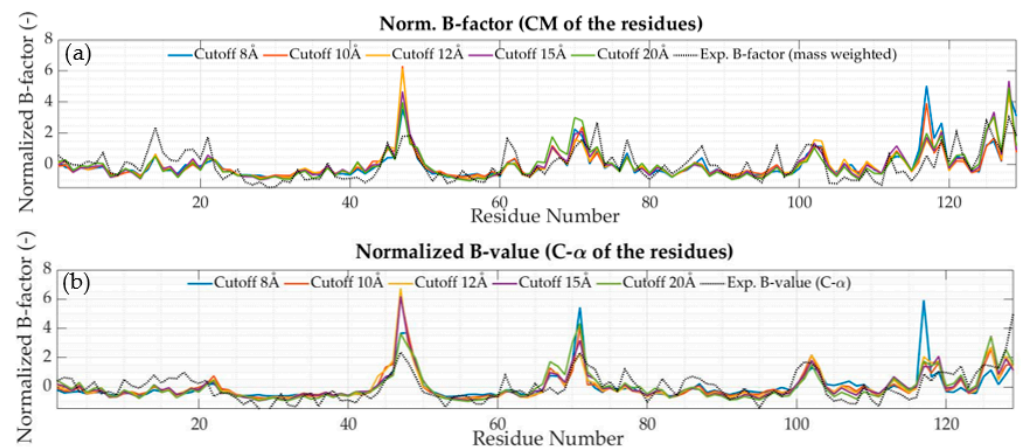 Norm. B-factor (CM of the residues)
(a)
Cutoff 8Å Cutoff 10Å Cutoff 12Å Cutoff 15Å Cutoff 20Å Exp. B-factor (mass weighted)
Normalized B-factor (-)
8
6
4
2
0
20 40 60 80 100 120
Residue Number
Normalized B-value (C-α of the residues)
(b)
Cutoff 8Å Cutoff 10Å Cutoff 12Å Cutoff 15Å Cutoff 20Å Exp. B-value (C-α)
Normalized B-factor (-)
8
6
4
2
0
20 40 60 80 100 120
Residue Number